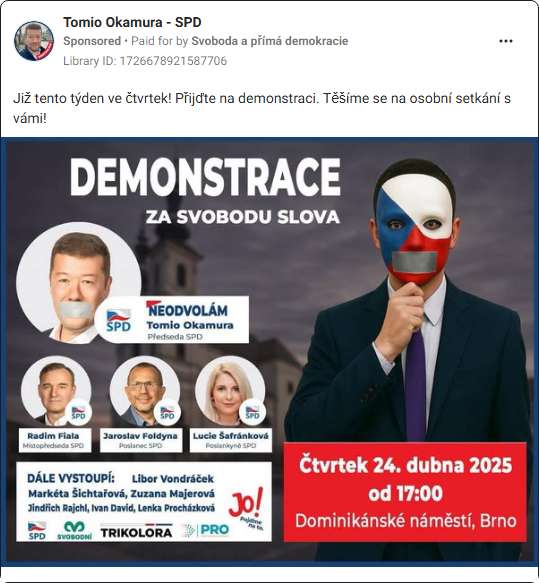 Tomio Okamura - SPD
Sponsored • Paid for by Svoboda a přímá demokracie
Library ID: 1726678921587706
Již tento týden ve čtvrtek! Přijďte na demonstraci. Těšíme se na osobní setkání s
vámi!
DEMONSTRACE
ZA SVOBODU SLOVA
SPD
NEODVOLÁM
Tomio Okamura
Předseda SPD
SPD
SPD
SPD
Radim Fiala
Místopředseda SPD
Jaroslav Foldyna
Poslanec SPD
Lucie Šafránková
Poslankyně SPD
DÁLE VYSTOUPÍ: Libor Vondráček
Markéta Šichtařová, Zuzana Majerová
Jindřich Rajchl, Ivan David, Lenka Procházková
Jo!
Pojďme na to.
SPD
SVOBODNÍ
TRIKOLORA
PRO
Čtvrtek 24. dubna 2025
od 17:00
Dominikánské náměstí, Brno